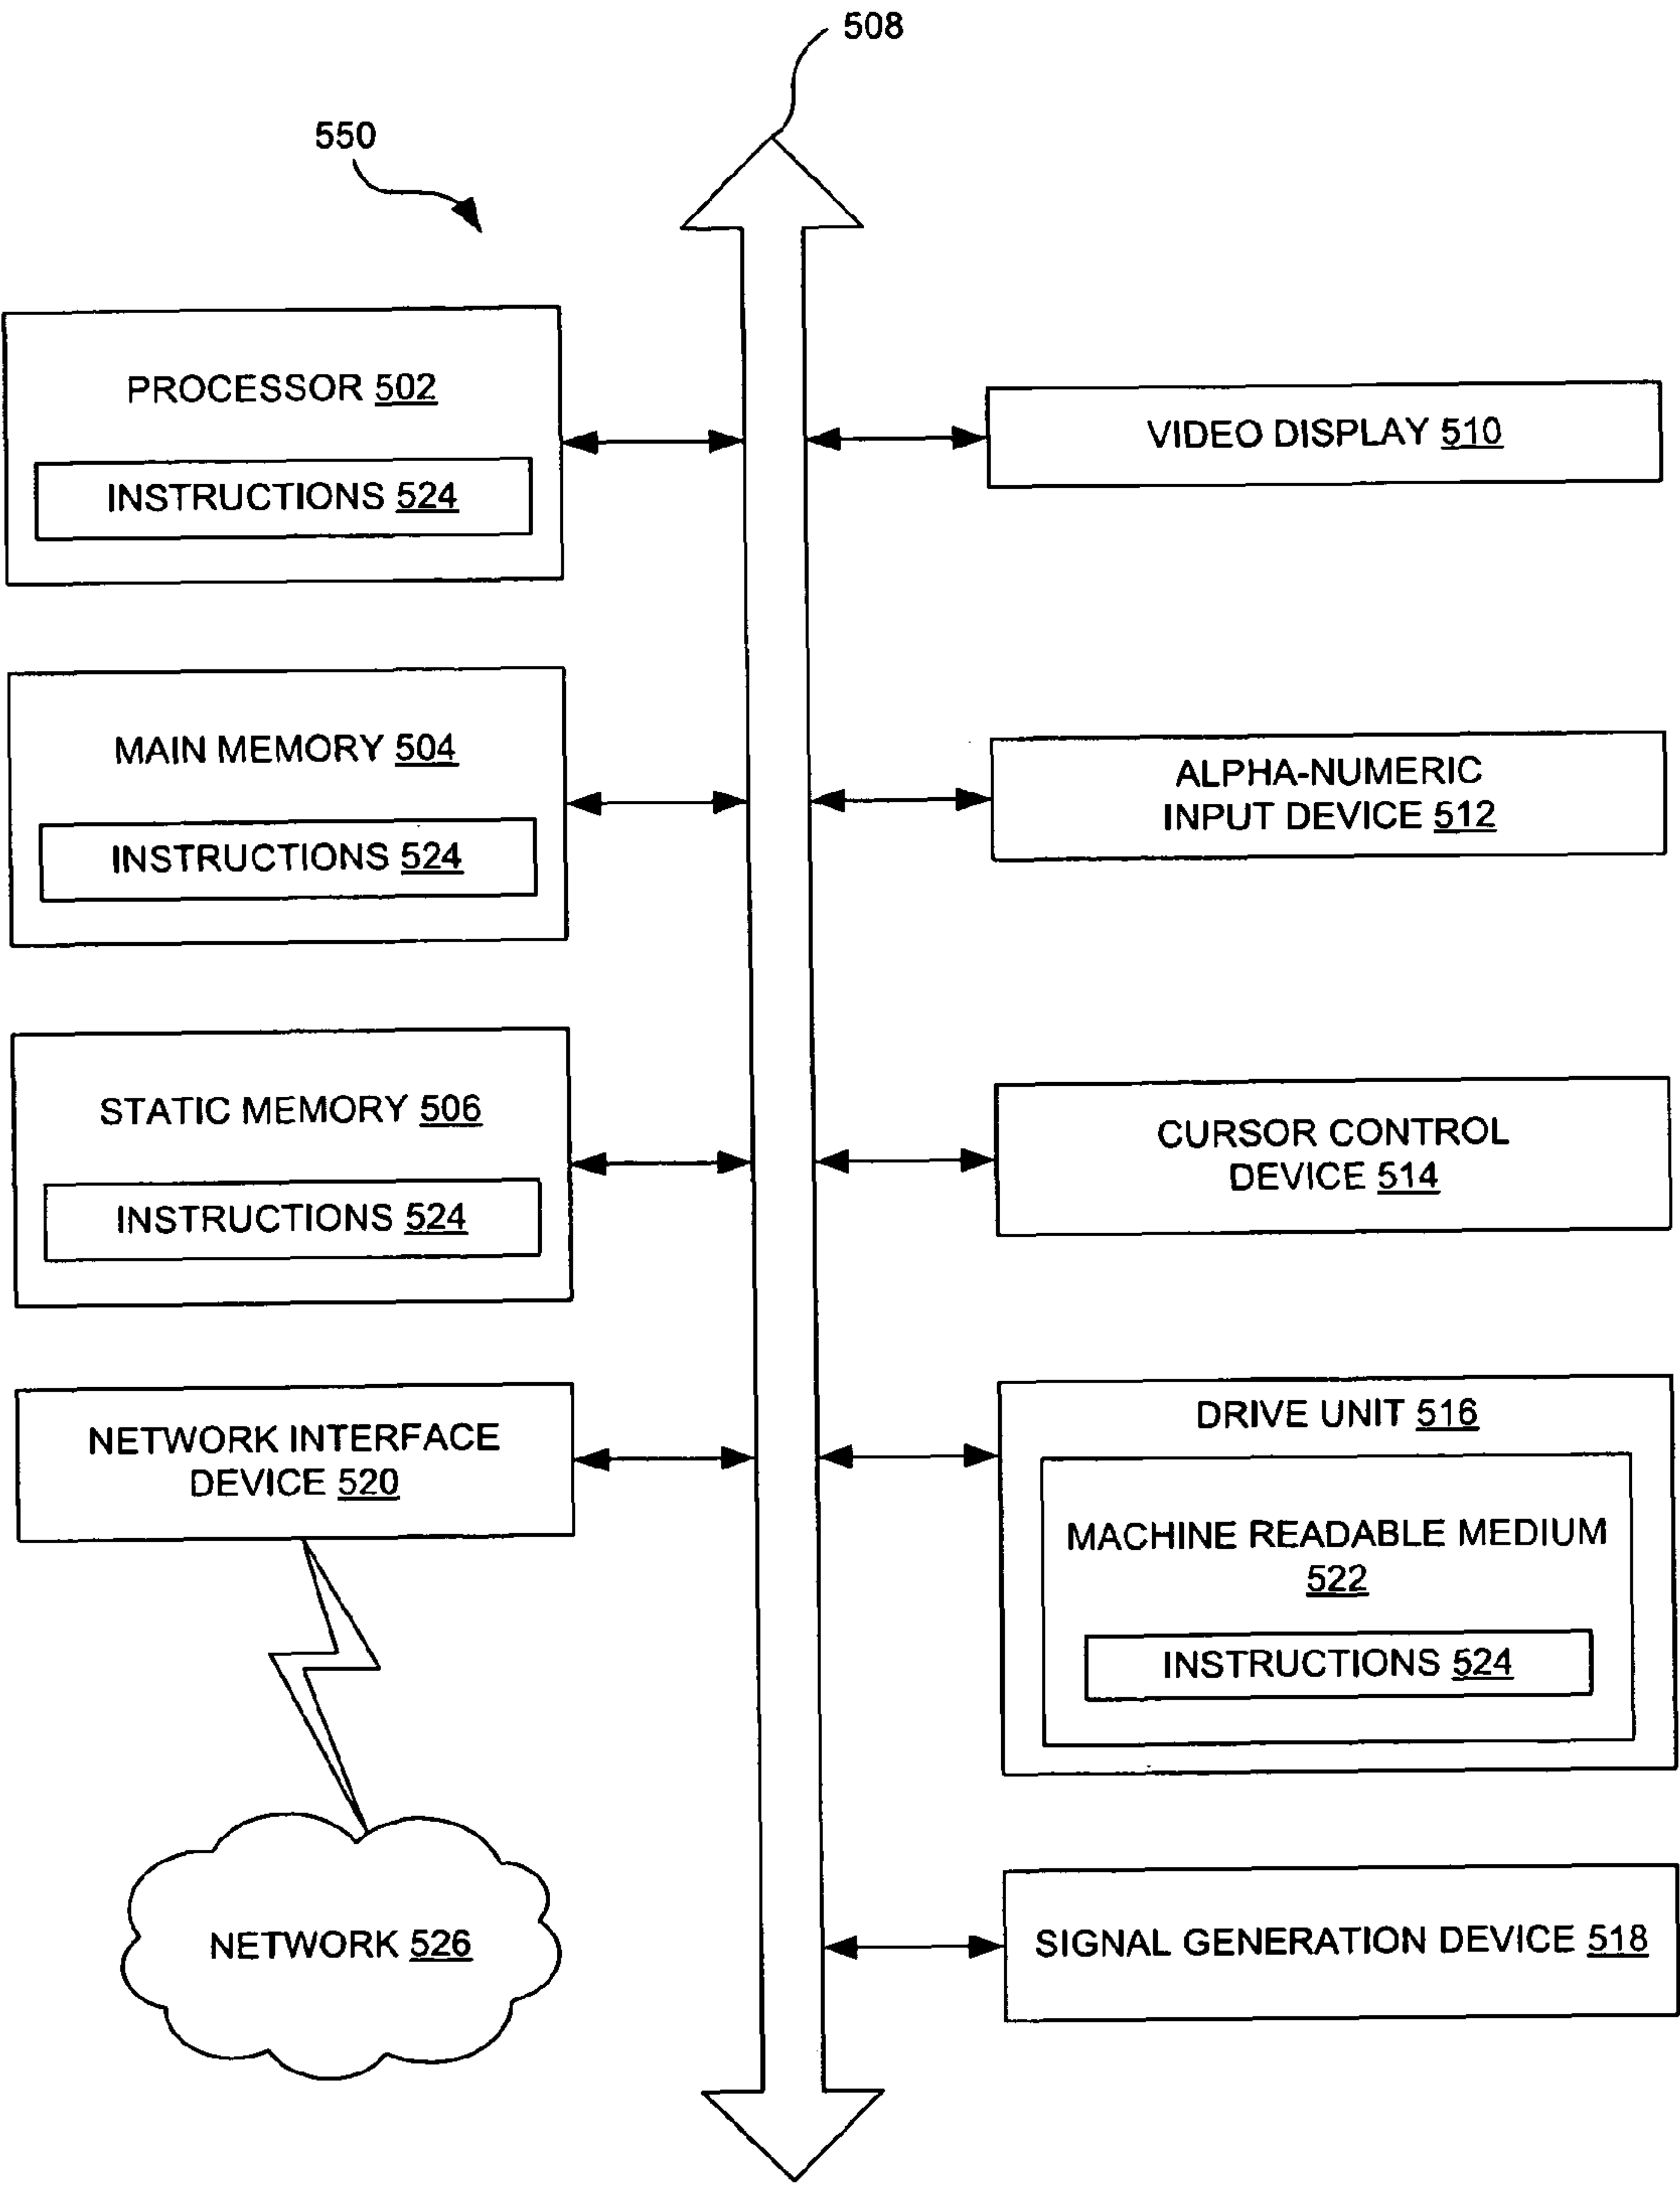 508
550
PROCESSOR 502
INSTRUCTIONS 524
MAIN MEMORY 504
INSTRUCTIONS 524
STATIC MEMORY 506
INSTRUCTIONS 524
NETWORK INTERFACE
DEVICE 520
NETWORK 526
VIDEO DISPLAY 510
ALPHA-NUMERIC
INPUT DEVICE 512
CURSOR CONTROL
DEVICE 514
DRIVE UNIT 516
MACHINE READABLE MEDIUM
522
INSTRUCTIONS 524
SIGNAL GENERATION DEVICE 518